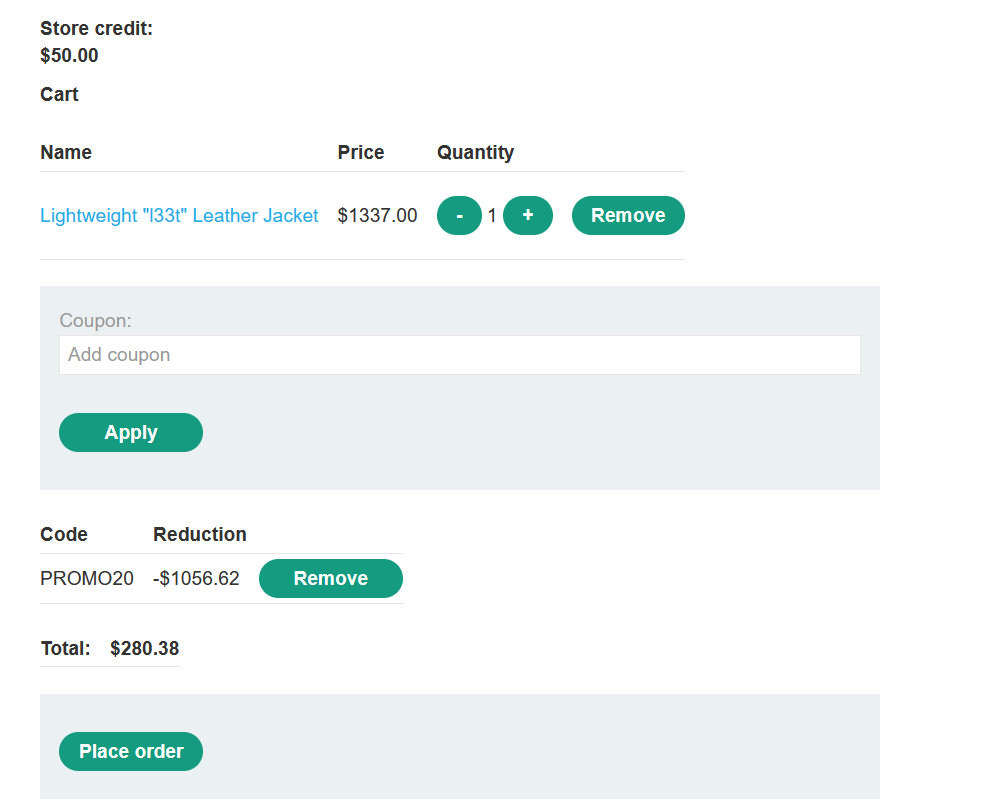 Store credit:
$50.00
Cart
Name Price Quantity
Lightweight "l33t" Leather Jacket $1337.00 - 1 + Remove
Coupon:
Add coupon
Apply
Code Reduction
PROMO20 -$1056.62 Remove
Total: $280.38
Place order